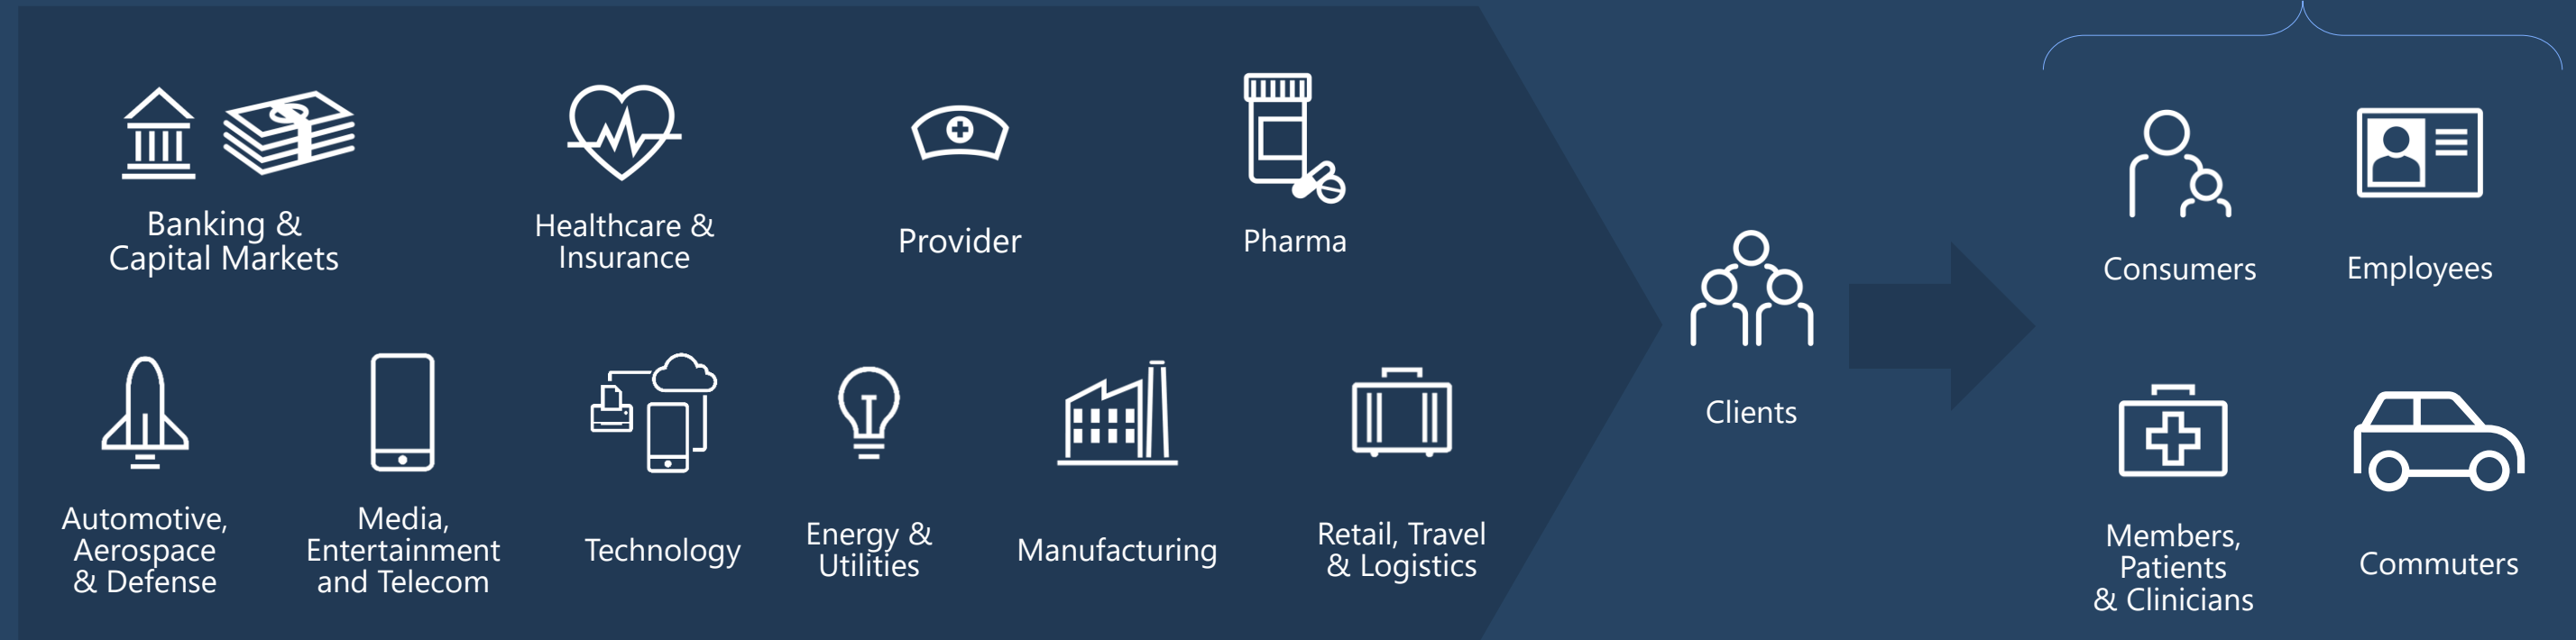 Banking &
Capital Markets
Healthcare &
Insurance
Provider
Pharma
Automotive,
Aerospace
& Defense
Media,
Entertainment
and Telecom
Technology
Energy &
Utilities
Manufacturing
Retail, Travel
& Logistics
Clients
Consumers
Employees
Members,
Patients
& Clinicians
Commuters